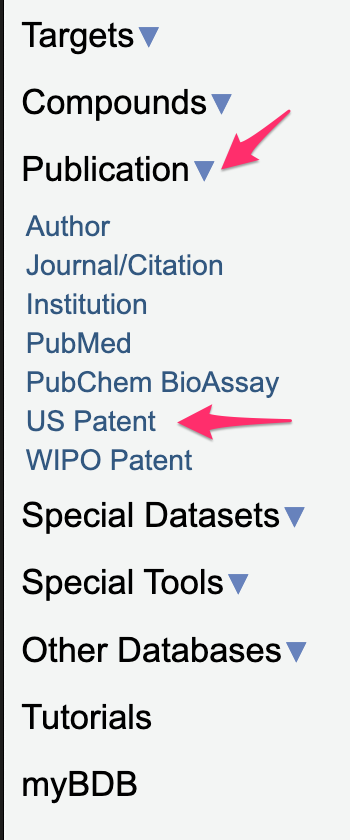 Targets▼
Compounds▼
Publication▼
Author
Journal/Citation
Institution
PubMed
PubChem BioAssay
US Patent
WIPO Patent
Special Datasets▼
Special Tools▼
Other Databases▼
Tutorials
myBDB